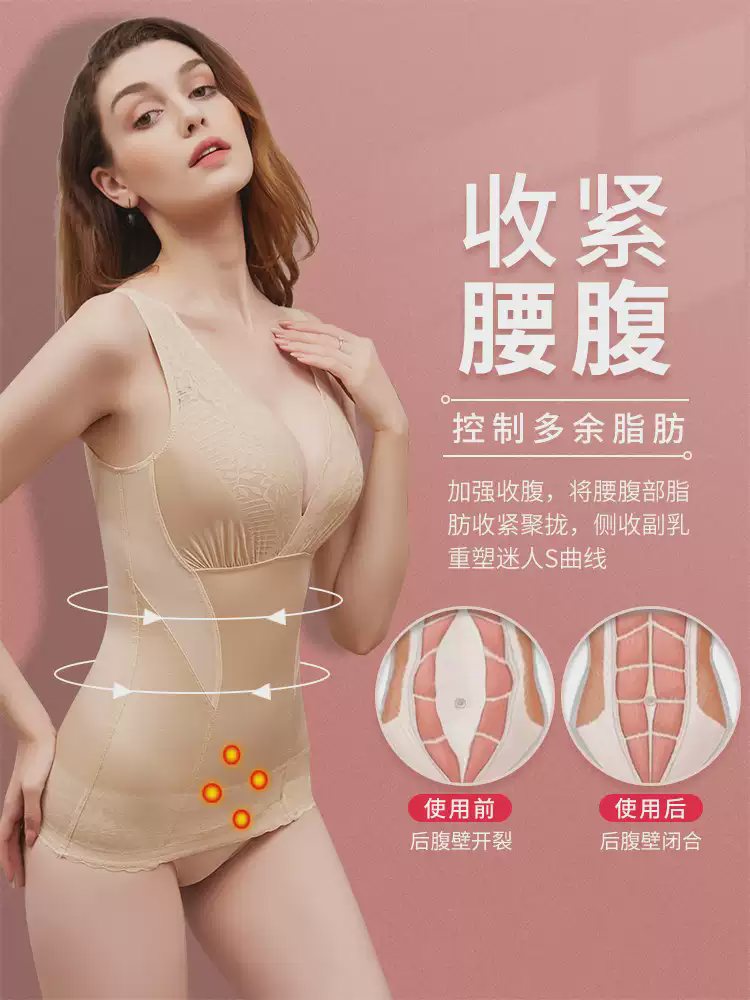 收紧
腰腹
控制多余脂肪
加强收腹，将腰腹部脂
肪收紧聚拢，侧收副乳
重塑迷人S曲线
使用前
后腹壁开裂
使用后
后腹壁闭合